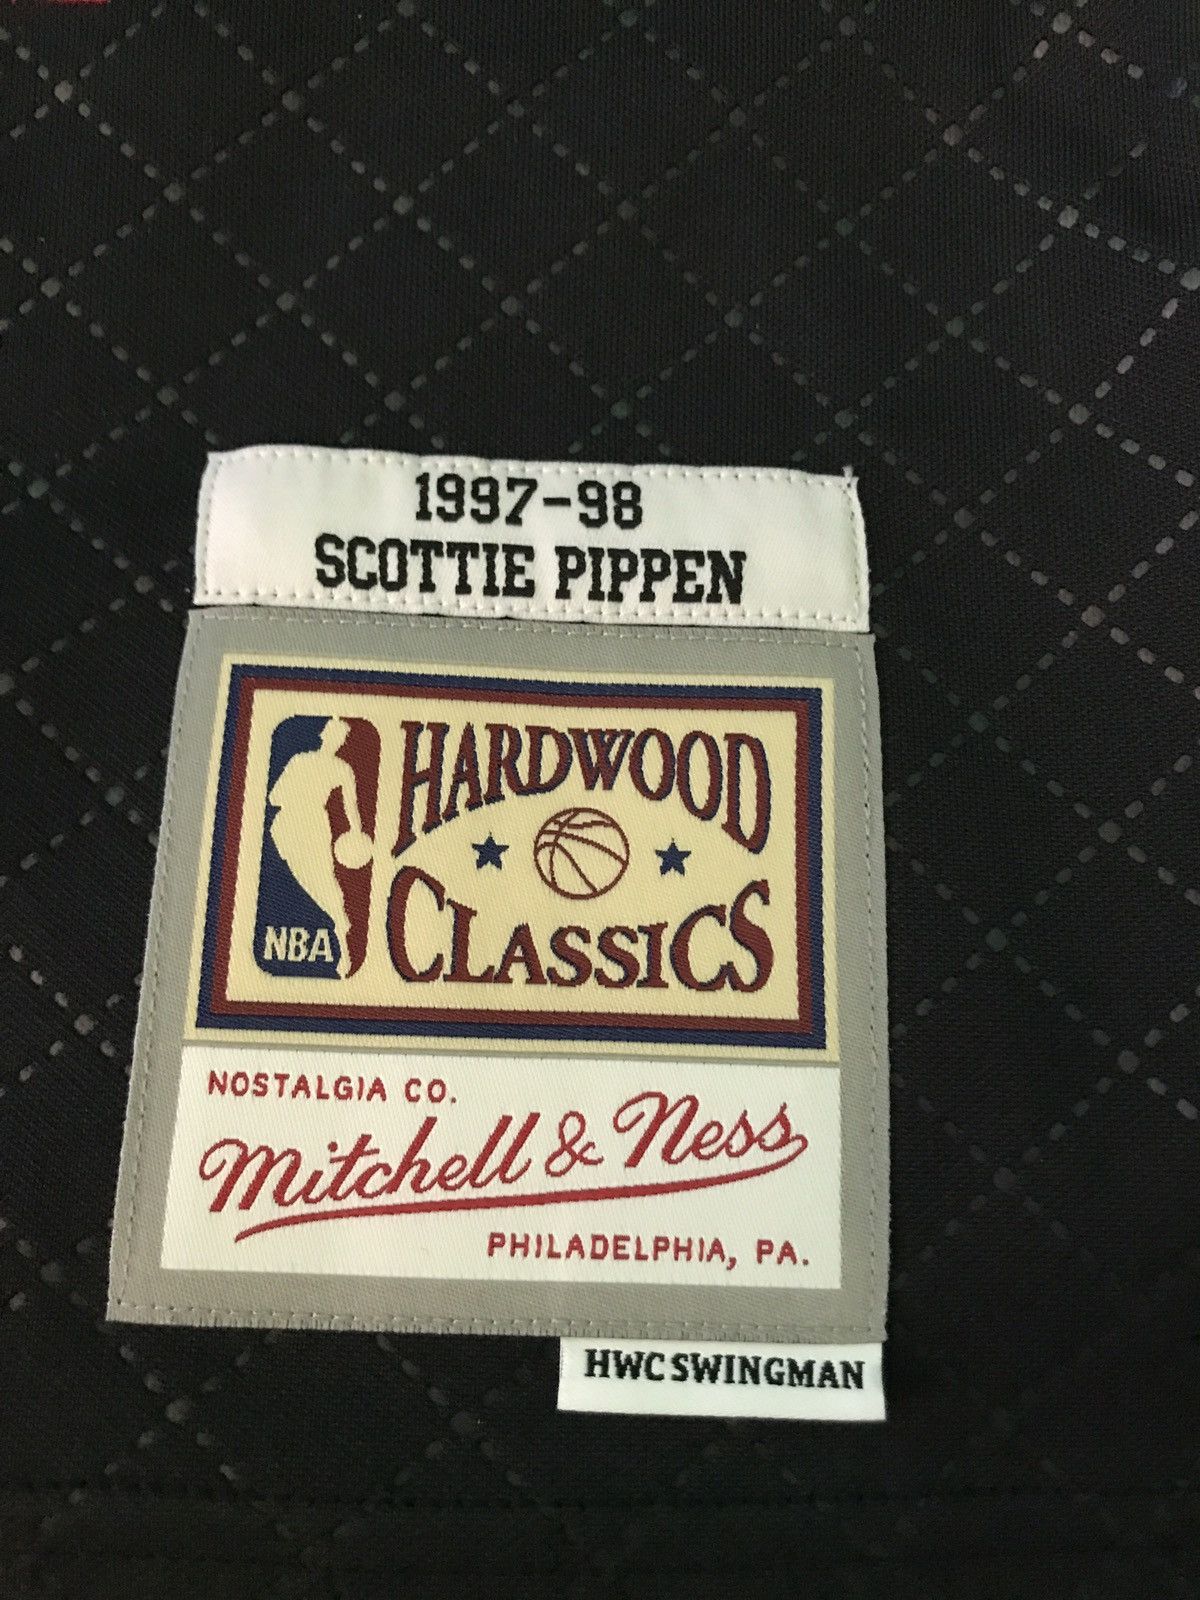 1997-98
SCOTTIE PIPPEN
HARDWOOD
NBA
CLASSICS
NOSTALGIA CO.
Mitchell & Ness
PHILADELPHIA, PA.
HWC SWINGMAN